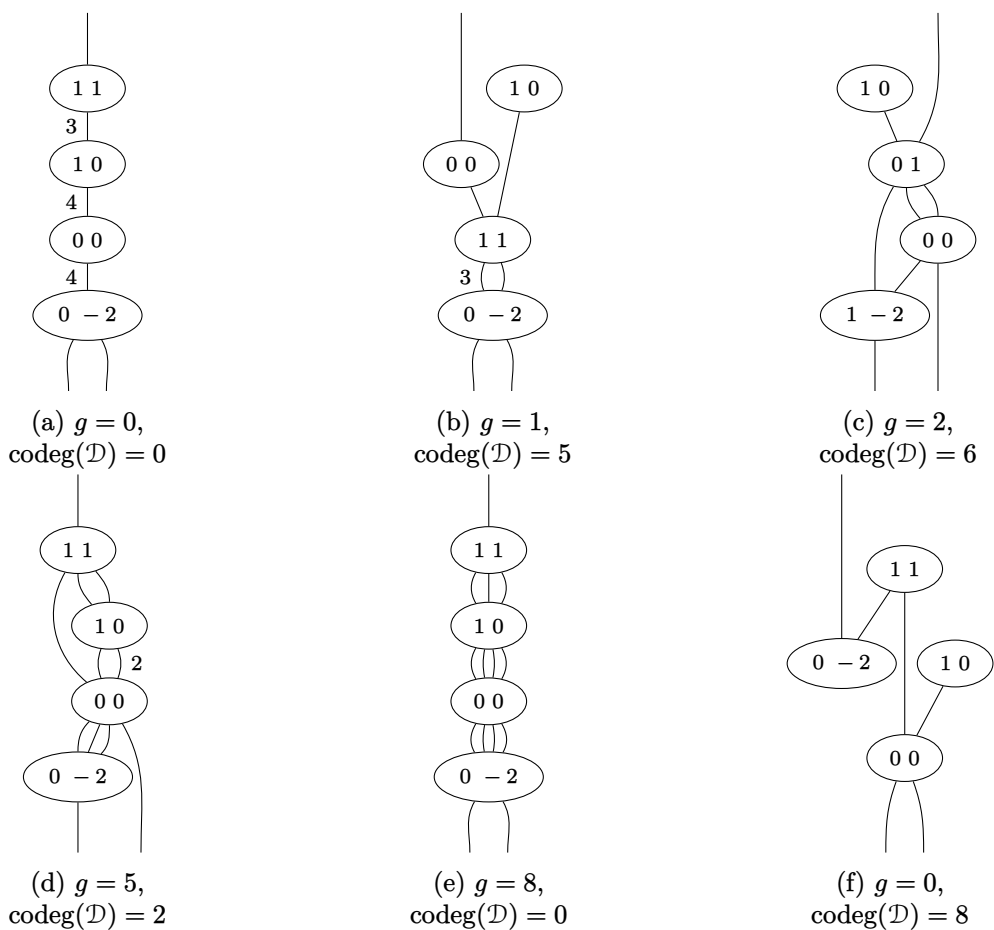 1 1
3
1 0
4
0 0
4
0 − 2
(a) g = 0,
codeg(𝒟) = 0
1 0
0 0
1 1
3
0 − 2
(b) g = 1,
codeg(𝒟) = 5
1 0
0 1
0 0
1 − 2
(c) g = 2,
codeg(𝒟) = 6
1 1
1 0
2
0 0
0 − 2
(d) g = 5,
codeg(𝒟) = 2
1 1
1 0
0 0
0 − 2
(e) g = 8,
codeg(𝒟) = 0
1 1
0 − 2
1 0
0 0
(f) g = 0,
codeg(𝒟) = 8